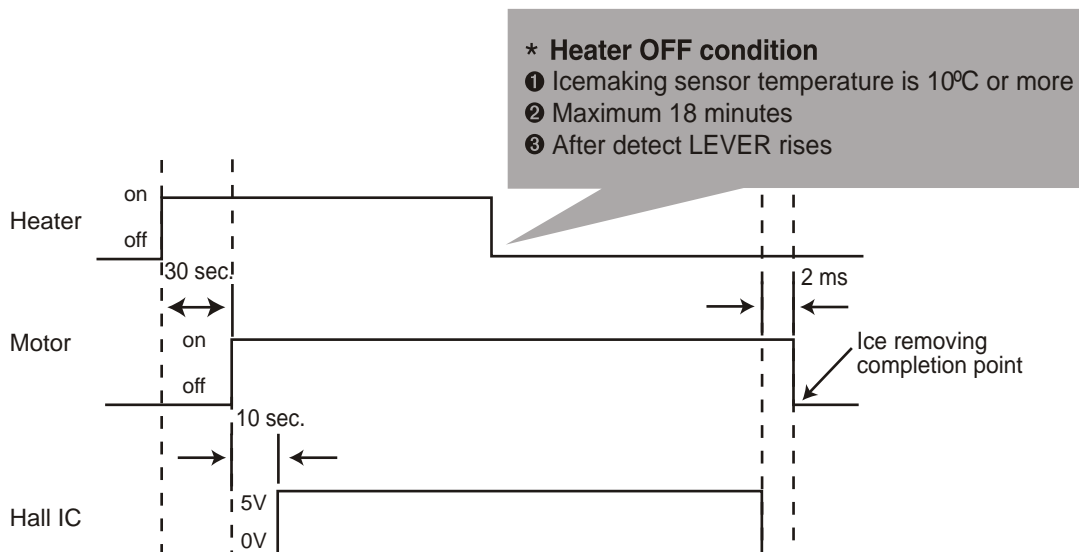 * Heater OFF condition
❶ Icemaking sensor temperature is 10ºC or more
❷ Maximum 18 minutes
❸ After detect LEVER rises
on
Heater
off
30 sec.
2 ms
Motor
on
Ice removing
completion point
off
10 sec.
5V
Hall IC
0V